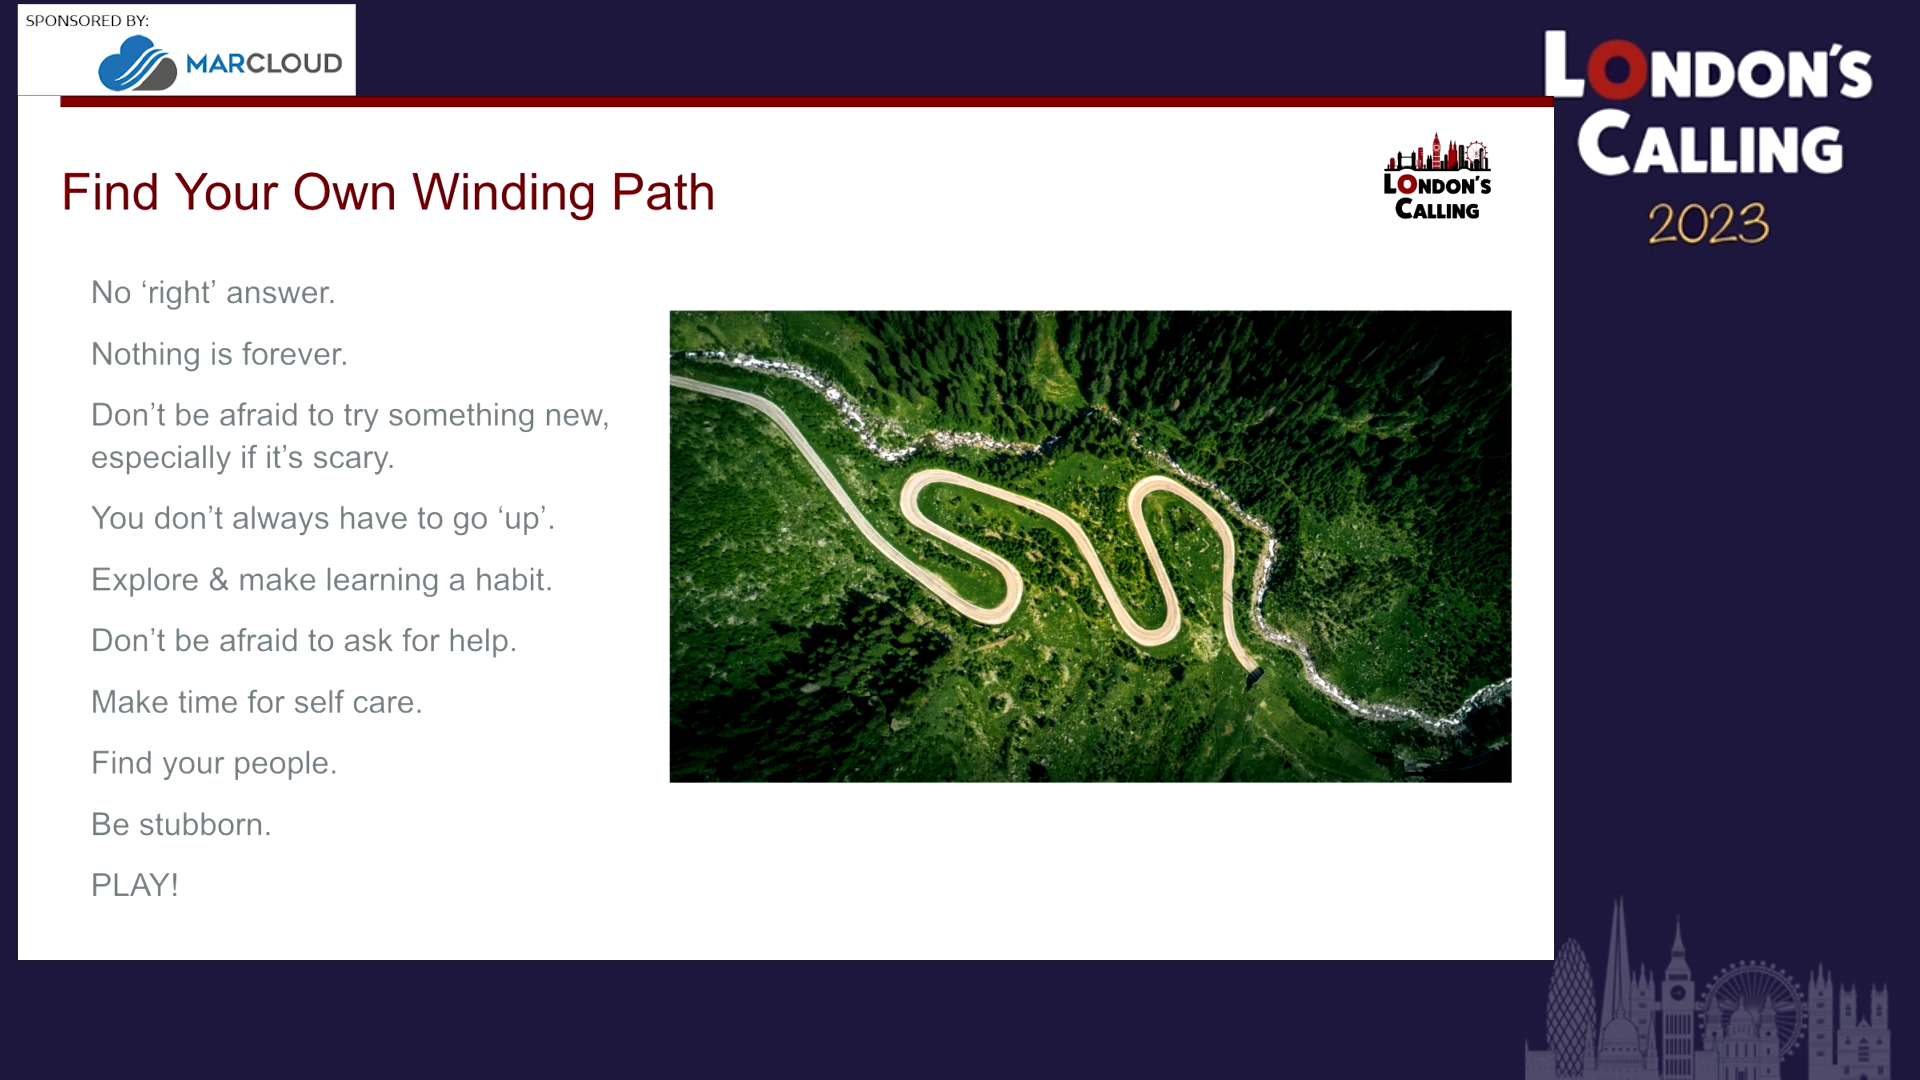 SPONSORED BY:
MARCLOUD
LONDON'S
CALLING
2023
Find Your Own Winding Path
LONDON'S
CALLING
No ‘right’ answer.
Nothing is forever.
Don’t be afraid to try something new,
especially if it’s scary.
You don’t always have to go ‘up’.
Explore & make learning a habit.
Don’t be afraid to ask for help.
Make time for self care.
Find your people.
Be stubborn.
PLAY!